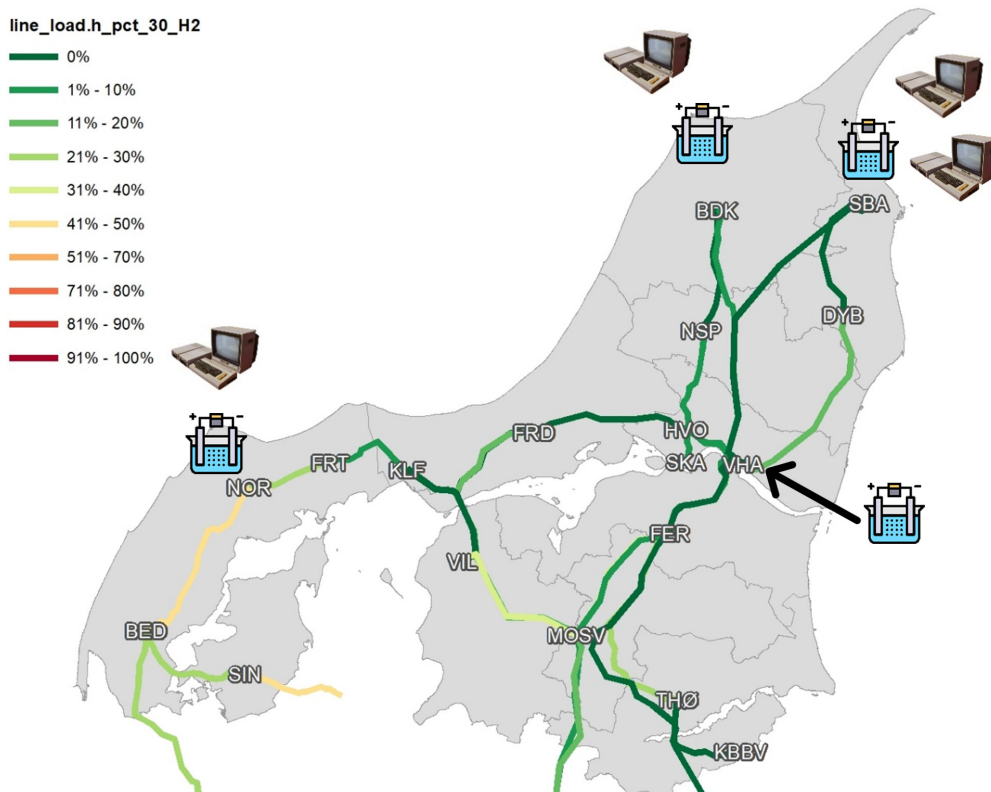 line_load.h_pct_30_H2
0%
1% - 10%
11% - 20%
21% - 30%
31% - 40%
41% - 50%
51% - 70%
71% - 80%
81% - 90%
91% - 100%
+ −
+ −
BDK
SBA
NSP
DYB
+ −
FRD
HVO
FRT
KLF
SKA
VHA
NOR
+ −
FER
VIL
BED
MOSV
SIN
THØ
KBBV